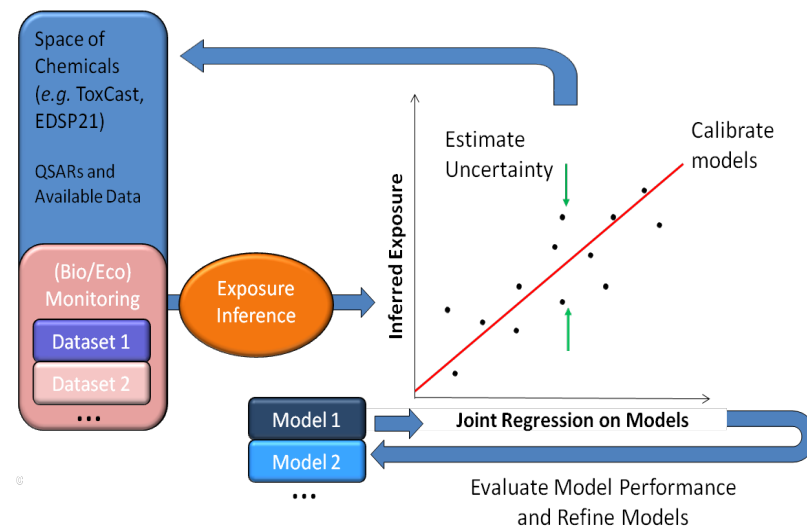 Space of
Chemicals
(e.g. ToxCast,
EDSP21)
QSARs and
Available Data
(Bio/Eco)
Monitoring
Dataset 1
Dataset 2
...
Exposure
Inference
Estimate
Uncertainty
Calibrate
models
Inferred Exposure
Model 1
Model 2
...
Joint Regression on Models
Evaluate Model Performance
and Refine Models